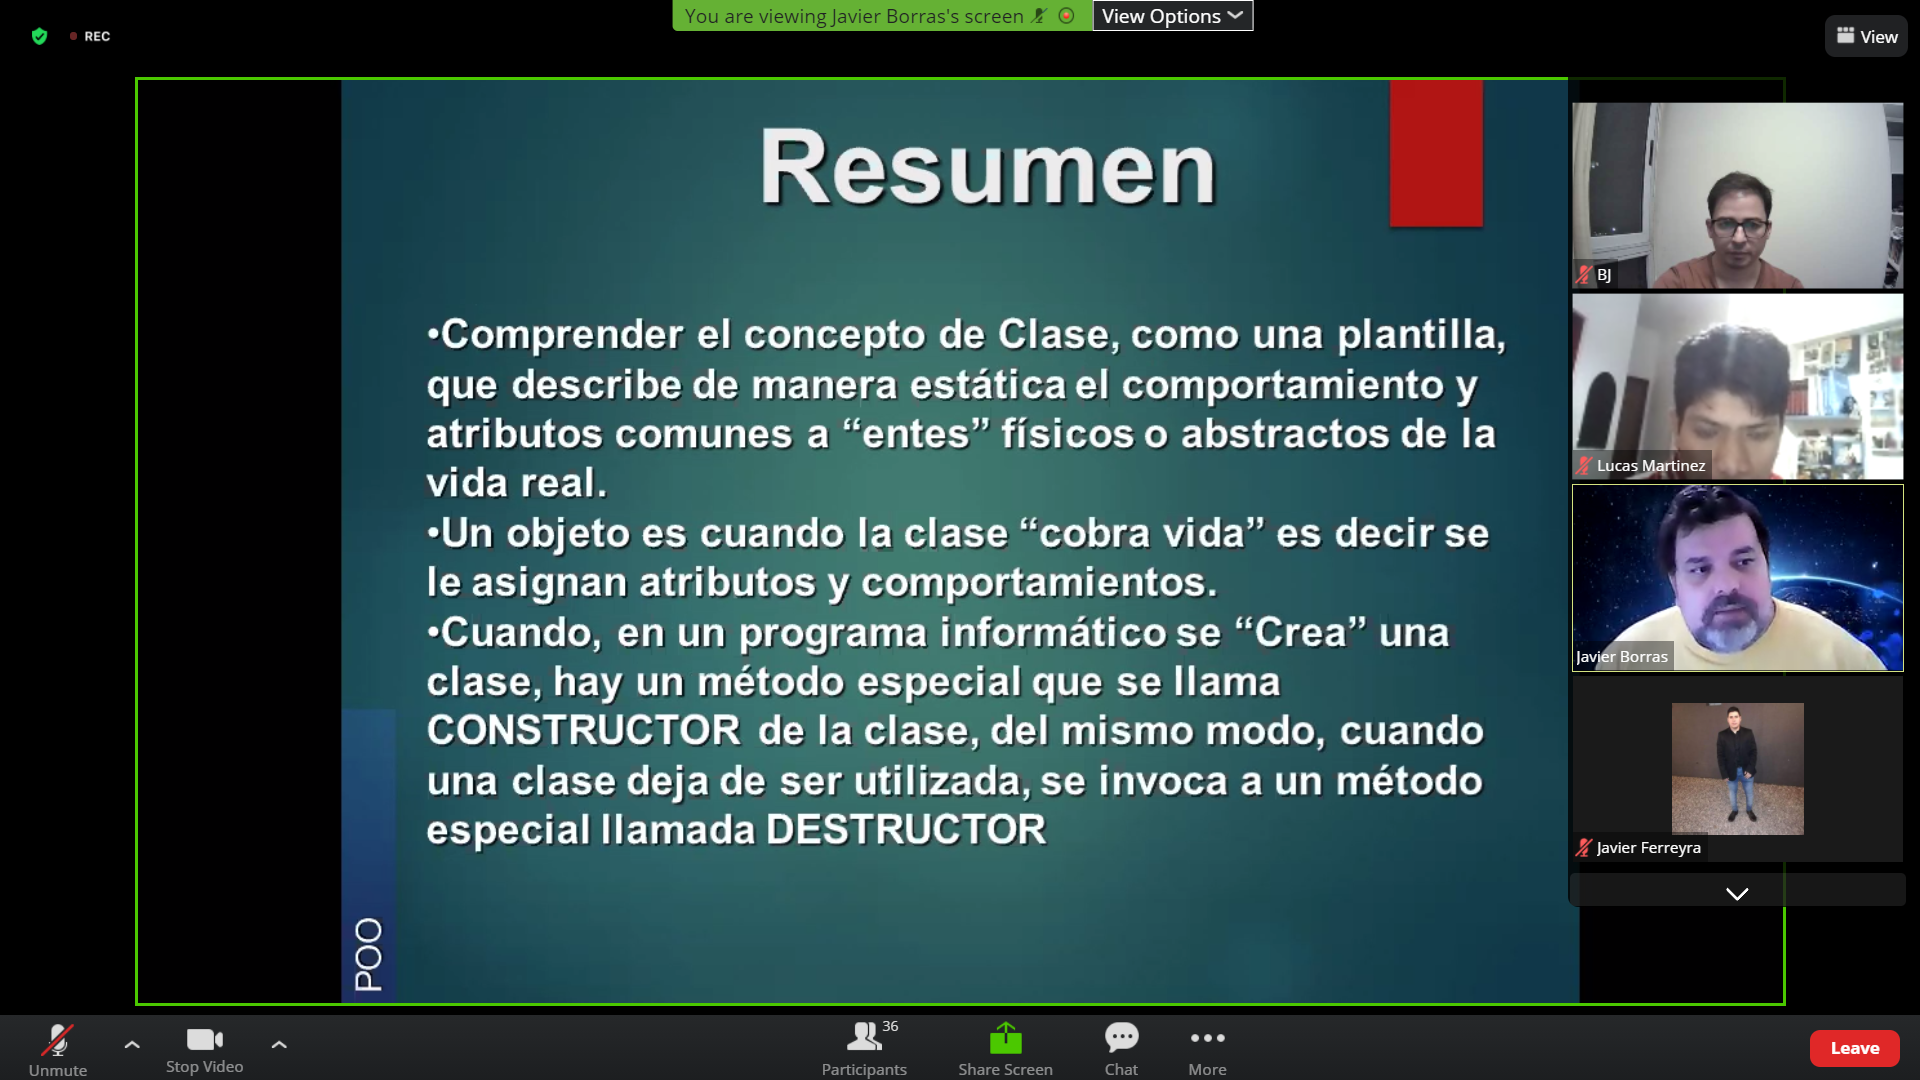 You are viewing Javier Borras's screen
View Options
REC
View
Resumen
•Comprender el concepto de Clase, como una plantilla,
que describe de manera estática el comportamiento y
atributos comunes a “entes” físicos o abstractos de la
vida real.
•Un objeto es cuando la clase “cobra vida” es decir se
le asignan atributos y comportamientos.
•Cuando, en un programa informático se “Crea” una
clase, hay un método especial que se llama
CONSTRUCTOR de la clase, del mismo modo, cuando
una clase deja de ser utilizada, se invoca a un método
especial llamada DESTRUCTOR
POO
BJ
Lucas Martinez
Javier Borras
Javier Ferreyra
Unmute
Stop Video
36
Participants
Share Screen
Chat
More
Leave